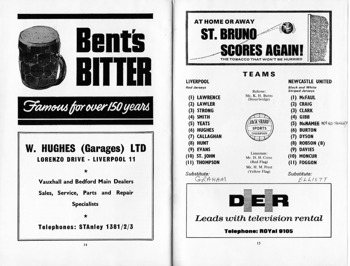 Bent's
BITTER
Famous for over 150 years
W. HUGHES (Garages) LTD
LORENZO DRIVE - LIVERPOOL 11
★
Vauxhall and Bedford Main Dealers
Sales, Service, Parts and Repair
Specialists
★
Telephones: STAnley 1381/2/3
14
AT HOME OR AWAY
ST. BRUNO
SCORES AGAIN!
THE TOBACCO THAT WON'T BE HURRIED
TEAMS
LIVERPOOL
Red Jerseys
(1) LAWRENCE
(2) LAWLER
(3) STRONG
(4) SMITH
(5) YEATS
(6) HUGHES
(7) CALLAGHAN
(8) HUNT
(9) EVANS
(10) ST. JOHN
(11) THOMPSON
Substitute:
GRAHAM
Referee:
Mr. K. H. Burns
(Stourbridge)
SPORTS
Linesmen:
Mr. D. H. Cross
(Red Flag)
Mr. H. M. Prest
(Yellow Flag)
NEWCASTLE UNITED
Black and White
Striped Jerseys
(1) McFAUL
(2) CRAIG
(3) CLARK
(4) GIBB
(5) McNAMEE
(6) BURTON
(7) DYSON
(8) ROBSON (B)
(9) DAVIES
(10) MONCUR
(11) FOGGON
Substitute:
ELLIOTT
DER
Leads with television rental
Telephone: ROYal 9105
15